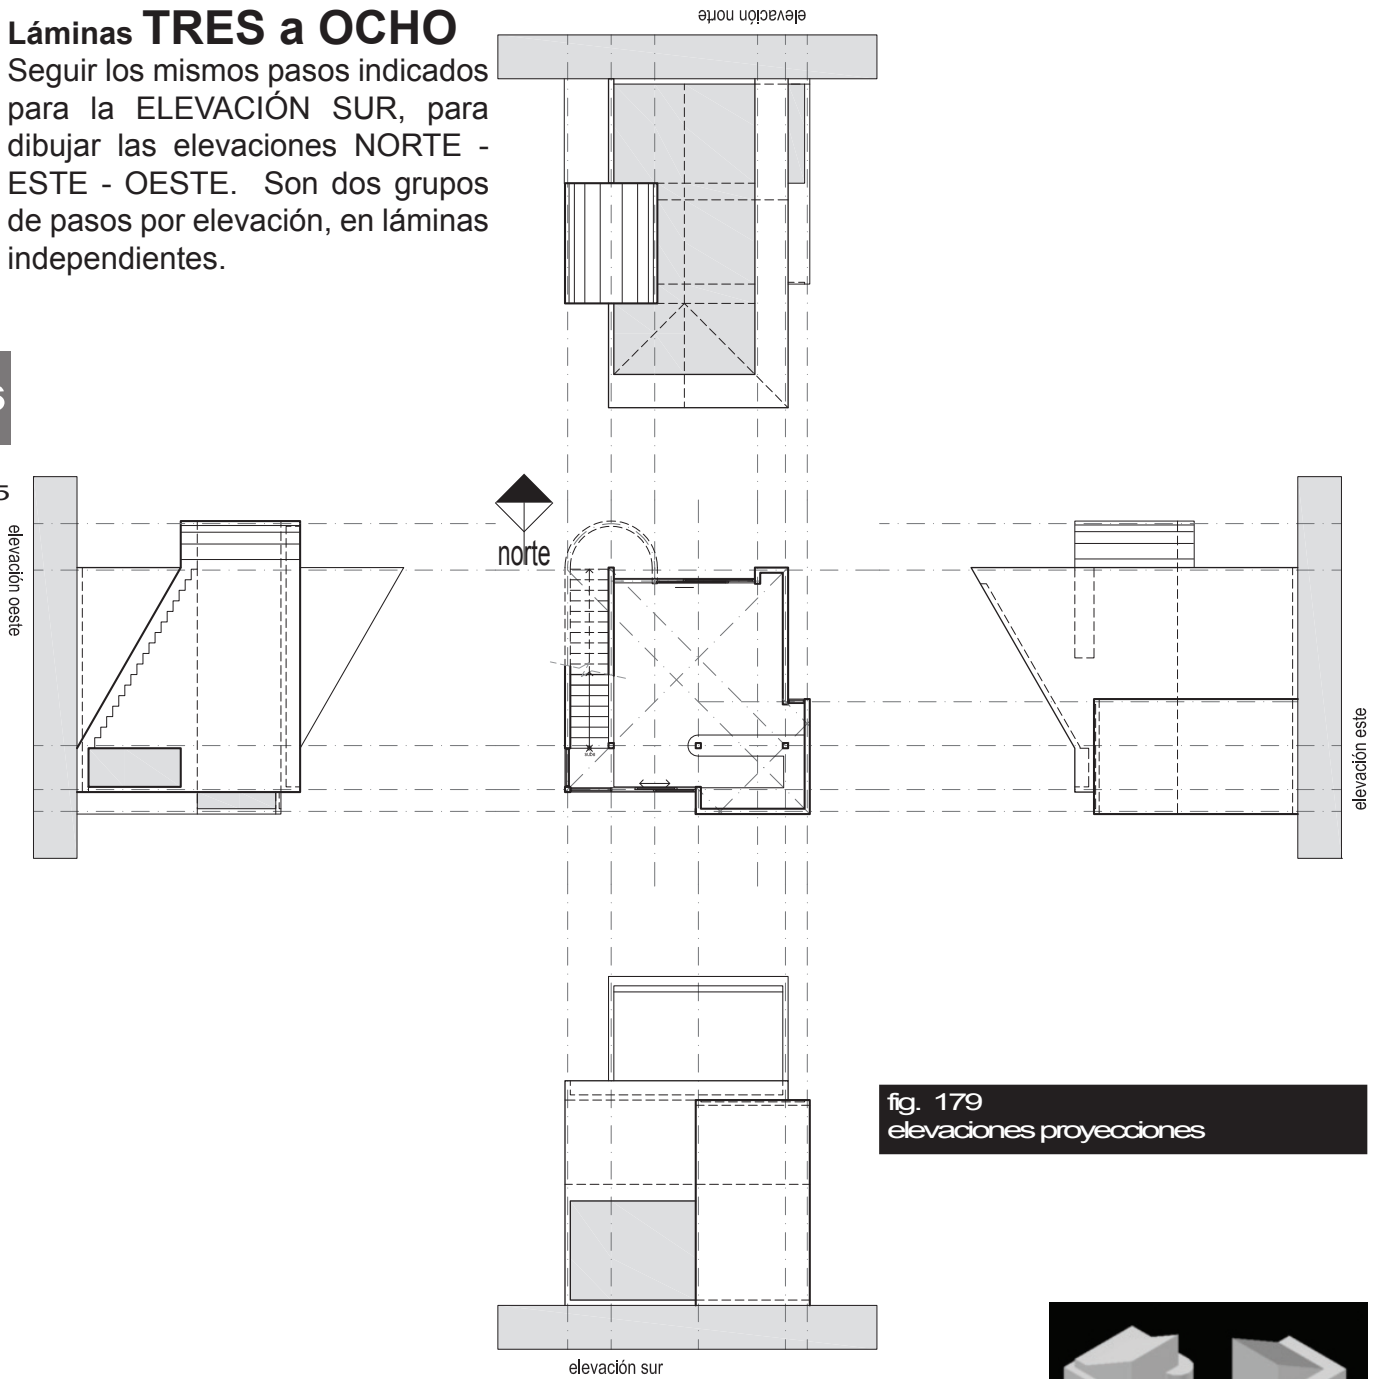 Láminas TRES a OCHO
Seguir los mismos pasos indicados
para la ELEVACIÓN SUR, para
dibujar las elevaciones NORTE -
ESTE - OESTE. Son dos grupos
de pasos por elevación, en láminas
independientes.
elevación norte
S
5
elevación oeste
norte
sube
elevación este
fig. 179
elevaciones proyecciones
elevación sur